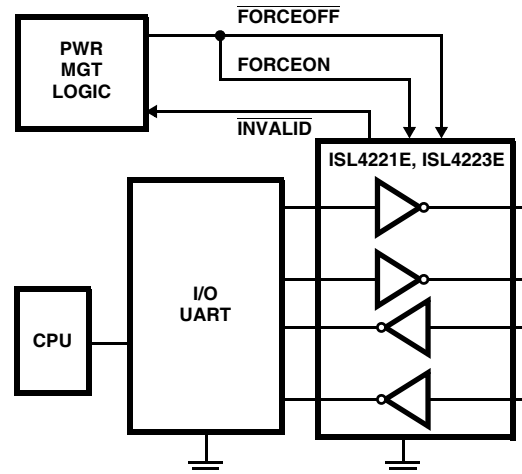 FORCEOFF
PWR
MGT
LOGIC
FORCEON
INVALID
ISL4221E, ISL4223E
I/O
UART
CPU